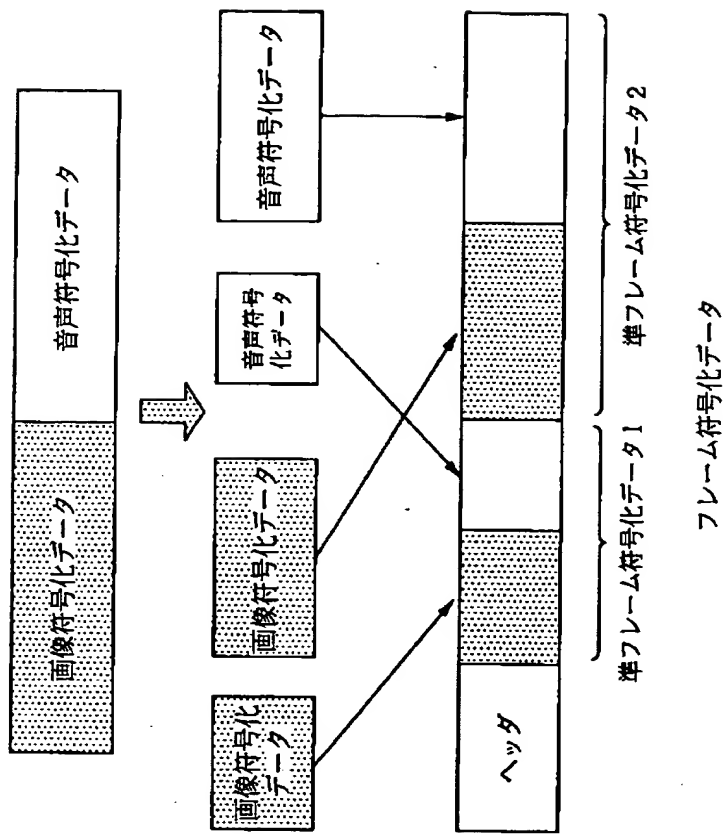 画像符号化データ
音声符号化データ
画像符号化
データ
画像符号化データ
音声符号
化データ
音声符号化データ
ヘッダ
準フレーム符号化データ1
準フレーム符号化データ2
フレーム符号化データ